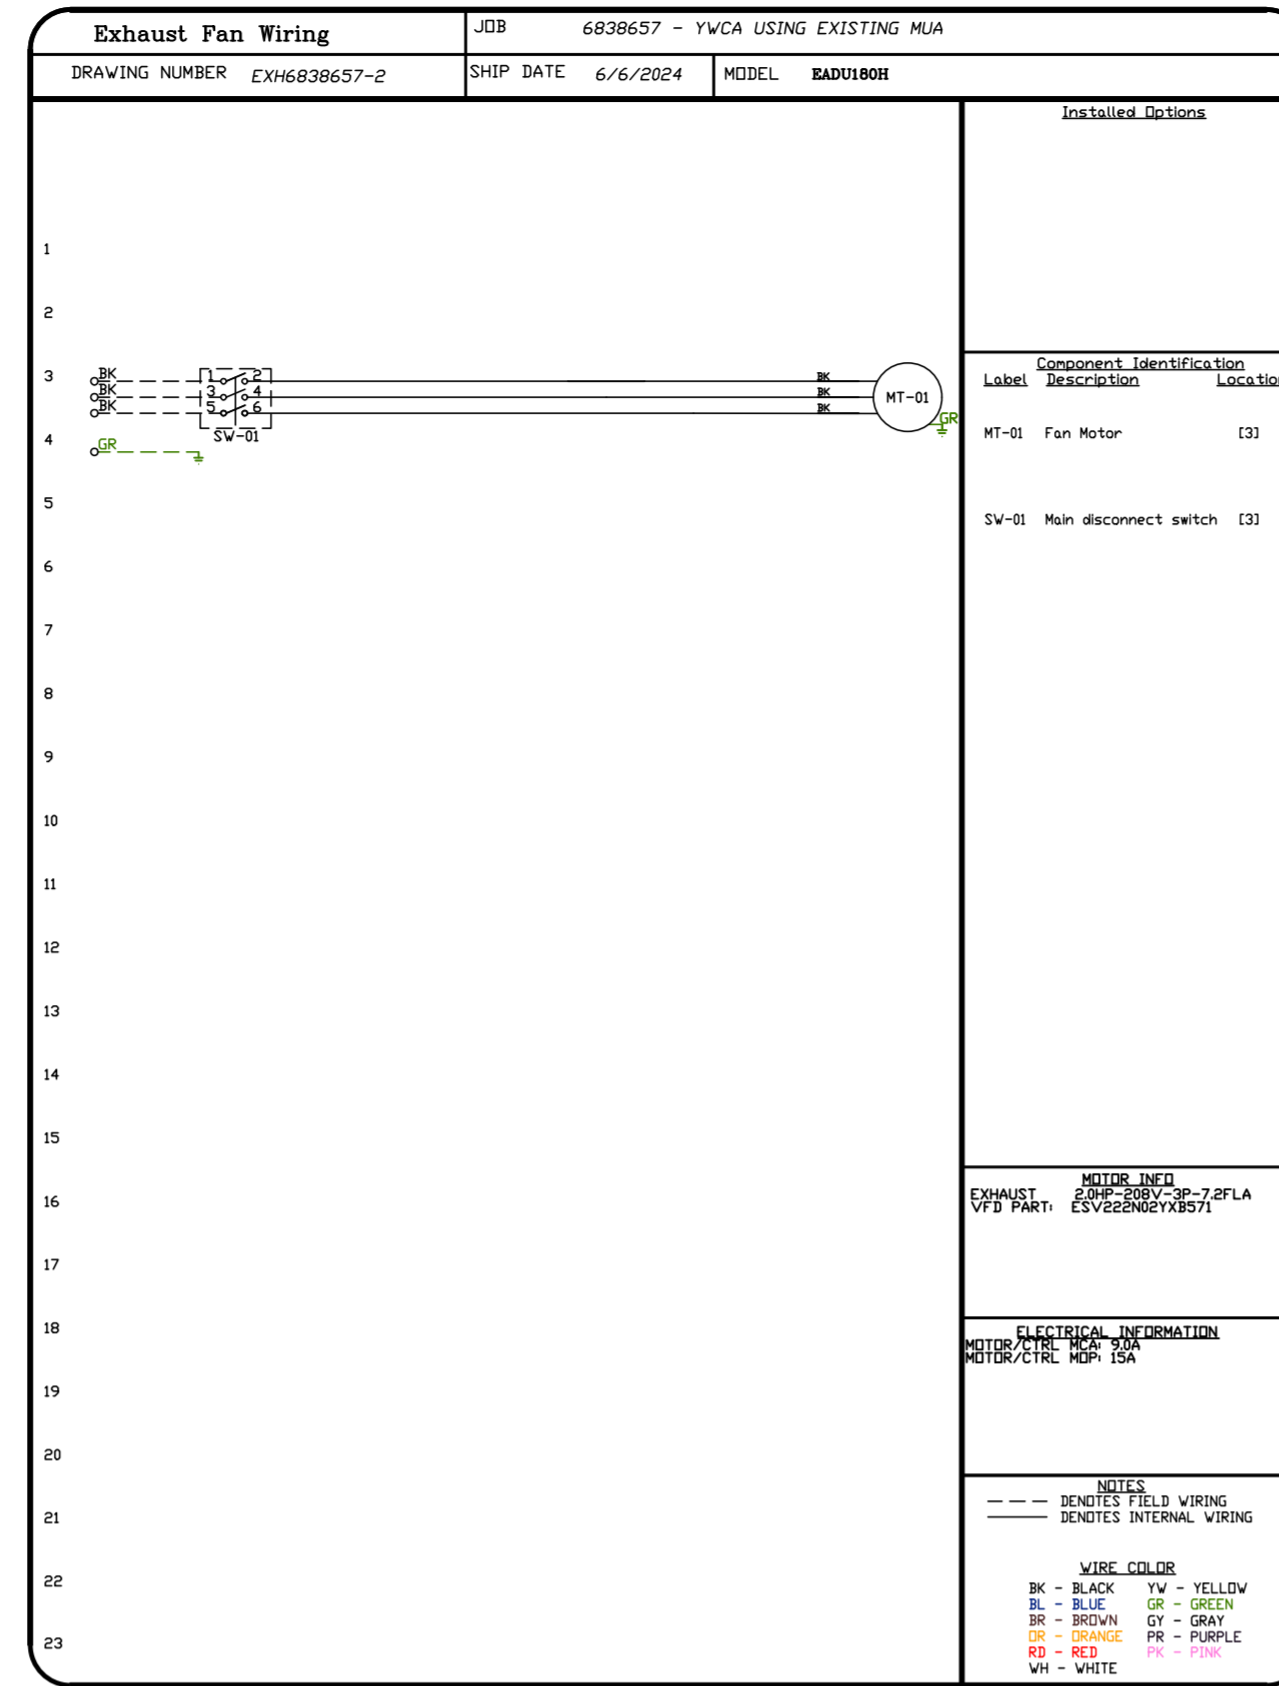 Exhaust Fan Wiring
JOB 6838657 - YWCA USING EXISTING MUA
DRAWING NUMBER EXH6838657-2
SHIP DATE 6/6/2024
MODEL EADU180H
Installed Options
1
2
3
BK
BK
BK
1 2
3 4
5 6
SW-01
BK
BK
BK
MT-01
GR
4
GR
5
6
7
8
9
10
11
12
13
14
15
16
17
18
19
20
21
22
23
Component Identification
Label Description Location
MT-01 Fan Motor [3]
SW-01 Main disconnect switch [3]
MOTOR INFO
EXHAUST 2.0HP-208V-3P-7.2FLA
VFD PART: ESV222N02YXB571
ELECTRICAL INFORMATION
MOTOR/CTRL MCA: 9.0A
MOTOR/CTRL MOP: 15A
NOTES
DENOTES FIELD WIRING
DENOTES INTERNAL WIRING
WIRE COLOR
BK - BLACK YW - YELLOW
BL - BLUE GR - GREEN
BR - BROWN GY - GRAY
OR - ORANGE PR - PURPLE
RD - RED PK - PINK
WH - WHITE